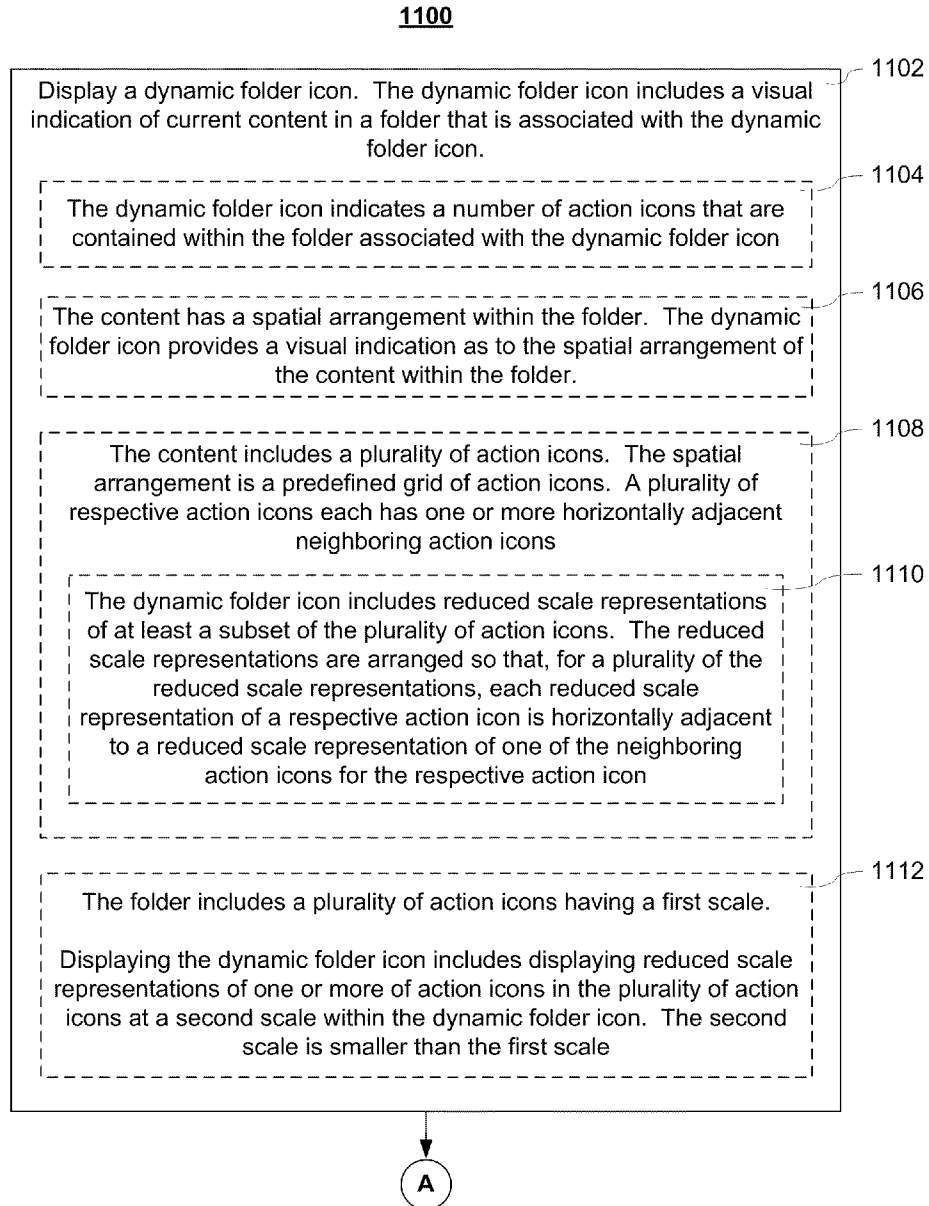 1100
1102
Display a dynamic folder icon. The dynamic folder icon includes a visual
indication of current content in a folder that is associated with the dynamic
folder icon.
1104
The dynamic folder icon indicates a number of action icons that are
contained within the folder associated with the dynamic folder icon
1106
The content has a spatial arrangement within the folder. The dynamic
folder icon provides a visual indication as to the spatial arrangement of
the content within the folder.
1108
The content includes a plurality of action icons. The spatial
arrangement is a predefined grid of action icons. A plurality of
respective action icons each has one or more horizontally adjacent
neighboring action icons
1110
The dynamic folder icon includes reduced scale representations
of at least a subset of the plurality of action icons. The reduced
scale representations are arranged so that, for a plurality of the
reduced scale representations, each reduced scale
representation of a respective action icon is horizontally adjacent
to a reduced scale representation of one of the neighboring
action icons for the respective action icon
1112
The folder includes a plurality of action icons having a first scale.
Displaying the dynamic folder icon includes displaying reduced scale
representations of one or more of action icons in the plurality of action
icons at a second scale within the dynamic folder icon. The second
scale is smaller than the first scale
A